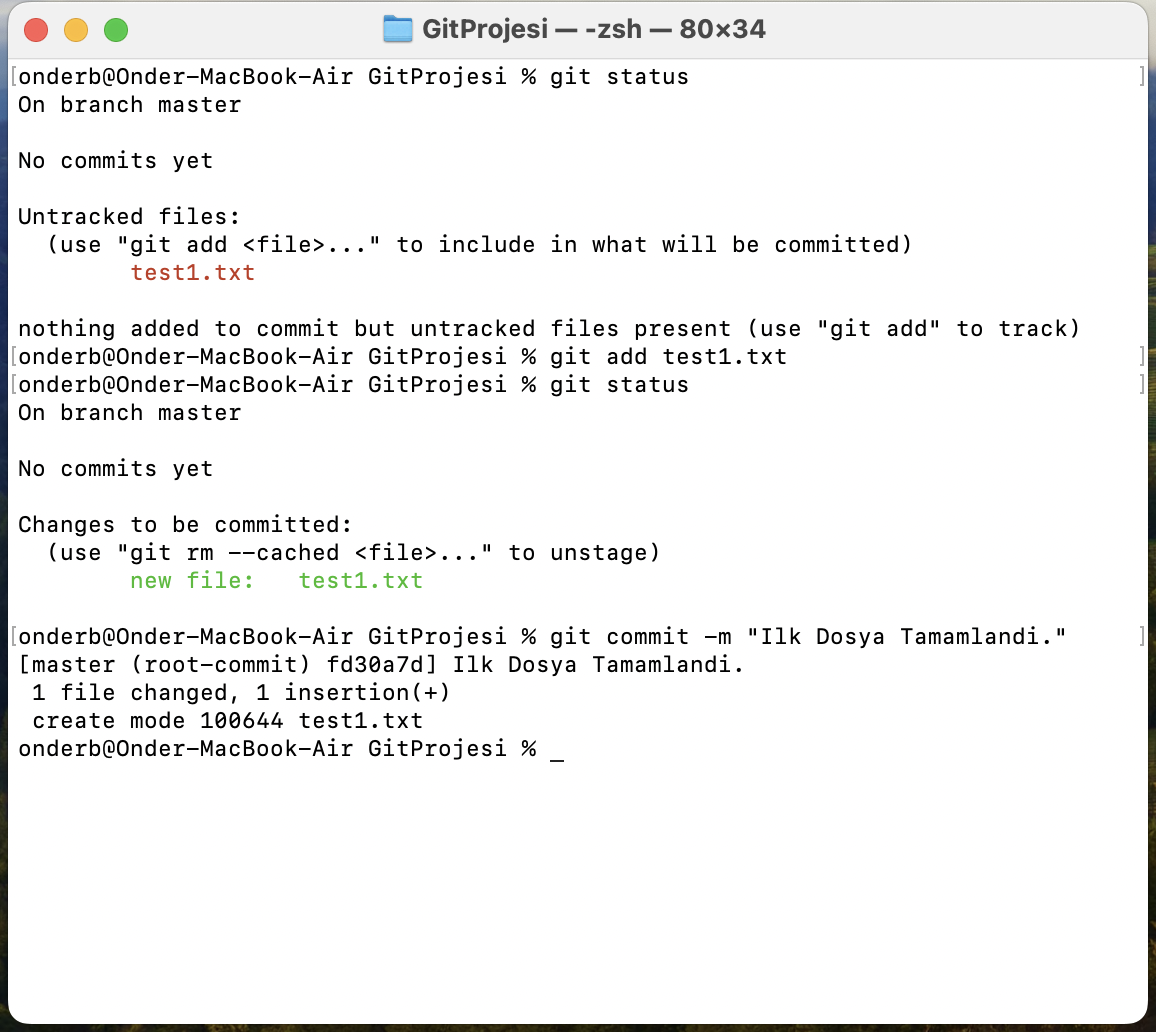 GitProjesi — -zsh — 80×34
[onderb@Onder-MacBook-Air GitProjesi % git status ]
On branch master
No commits yet
Untracked files:
  (use "git add <file>..." to include in what will be committed)
        test1.txt
nothing added to commit but untracked files present (use "git add" to track)
[onderb@Onder-MacBook-Air GitProjesi % git add test1.txt ]
[onderb@Onder-MacBook-Air GitProjesi % git status ]
On branch master
No commits yet
Changes to be committed:
  (use "git rm --cached <file>..." to unstage)
        new file:   test1.txt
[onderb@Onder-MacBook-Air GitProjesi % git commit -m "Ilk Dosya Tamamlandi." ]
[master (root-commit) fd30a7d] Ilk Dosya Tamamlandi.
 1 file changed, 1 insertion(+)
 create mode 100644 test1.txt
onderb@Onder-MacBook-Air GitProjesi % _